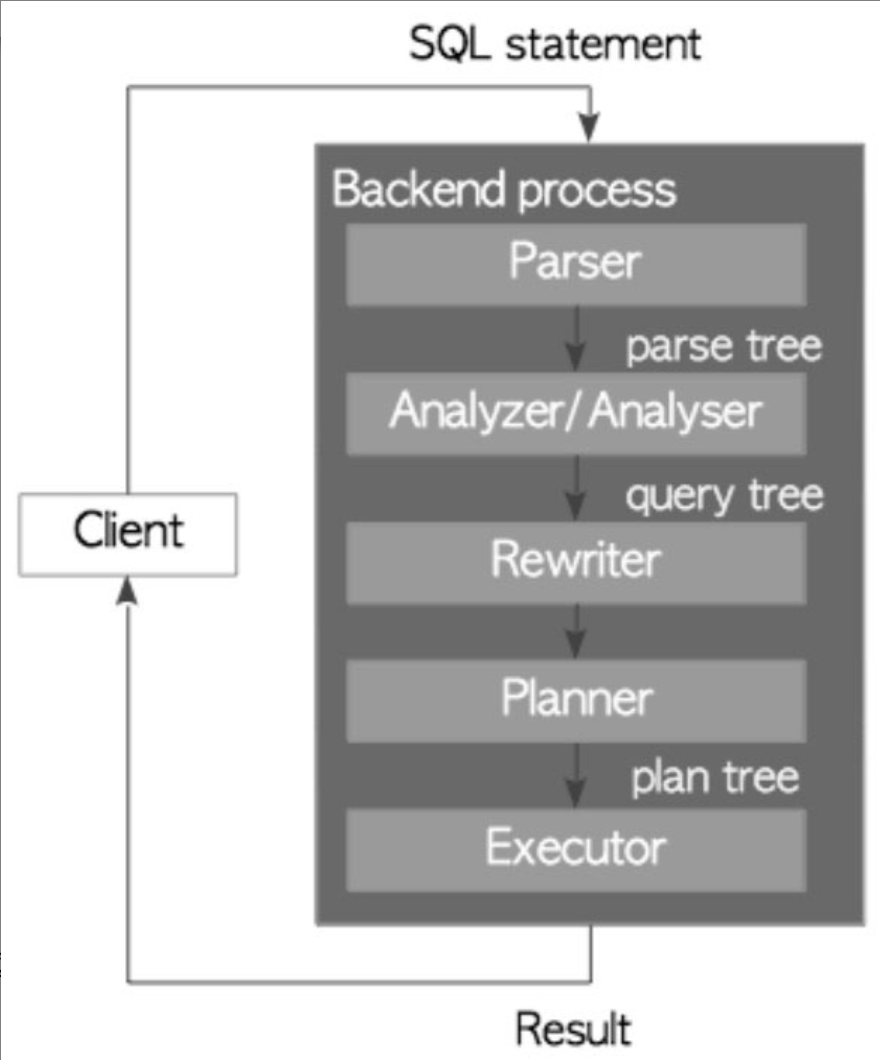 SQL statement
Backend process
Parser
parse tree
Analyzer/Analyser
query tree
Client
Rewriter
Planner
plan tree
Executor
Result